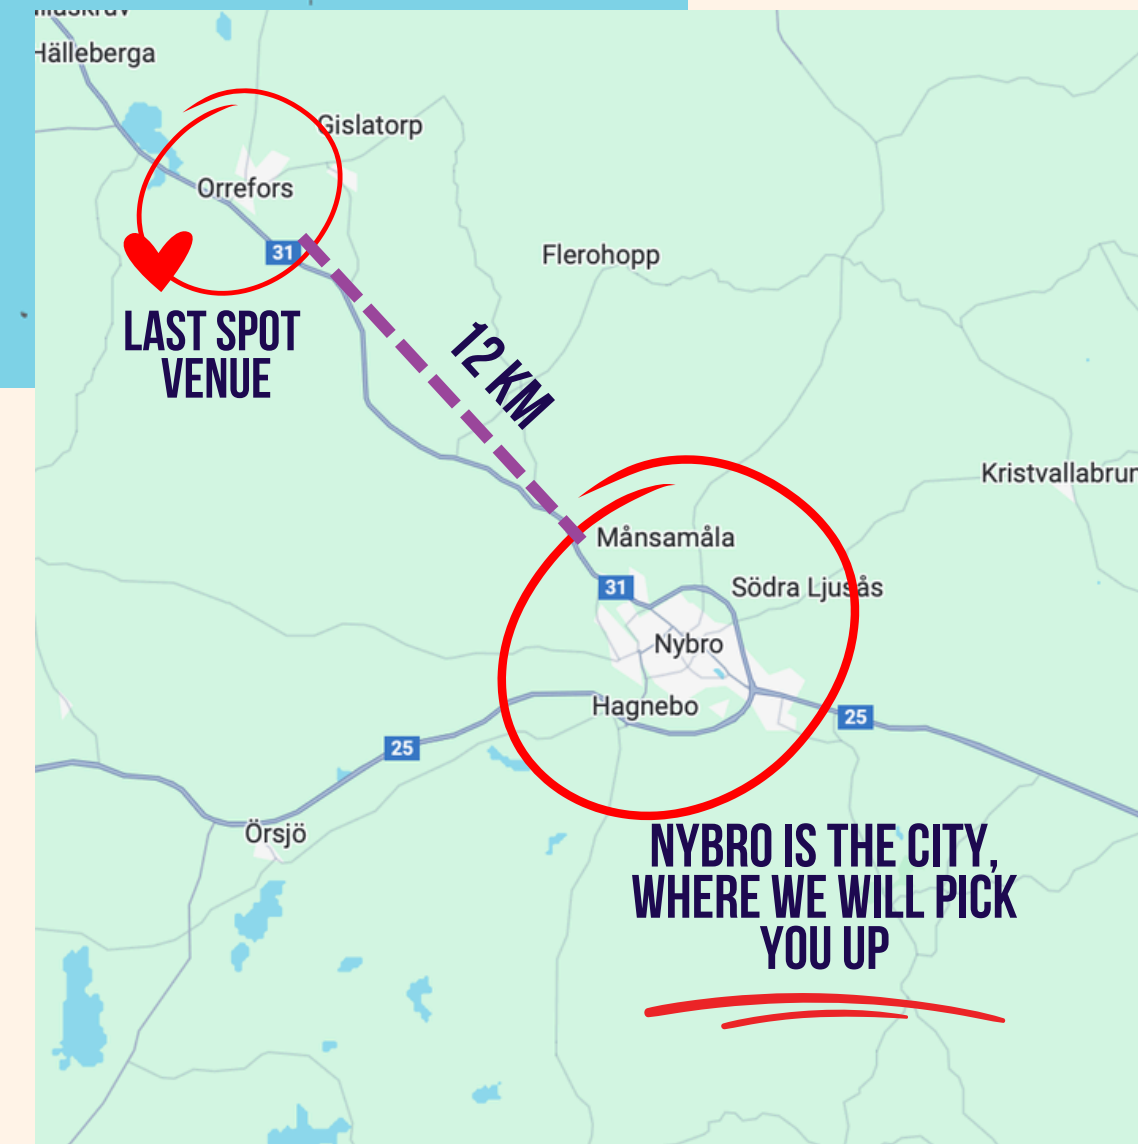 Hälleberga
Gislatorp
Orrefors
31
Flerohopp
LAST SPOT
VENUE
12 KM
Kristvallabrun
Månsamåla
31
Södra Ljusås
Nybro
Hagnebo
25
25
Örsjö
NYBRO IS THE CITY,
WHERE WE WILL PICK
YOU UP